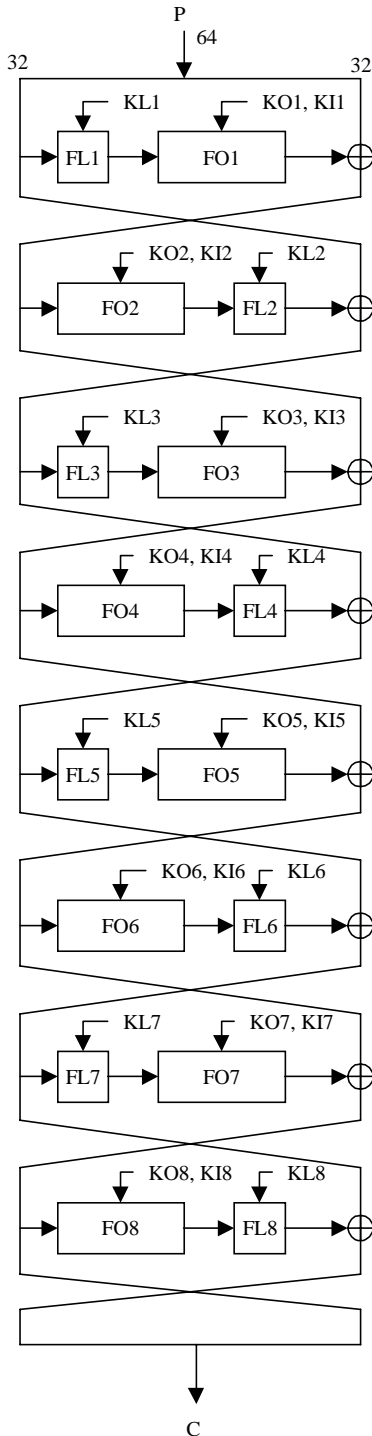 P
64
32
32
KL1
KO1, KI1
FL1
FO1
KO2, KI2
KL2
FO2
FL2
KL3
KO3, KI3
FL3
FO3
KO4, KI4
KL4
FO4
FL4
KL5
KO5, KI5
FL5
FO5
KO6, KI6
KL6
FO6
FL6
KL7
KO7, KI7
FL7
FO7
KO8, KI8
KL8
FO8
FL8
C